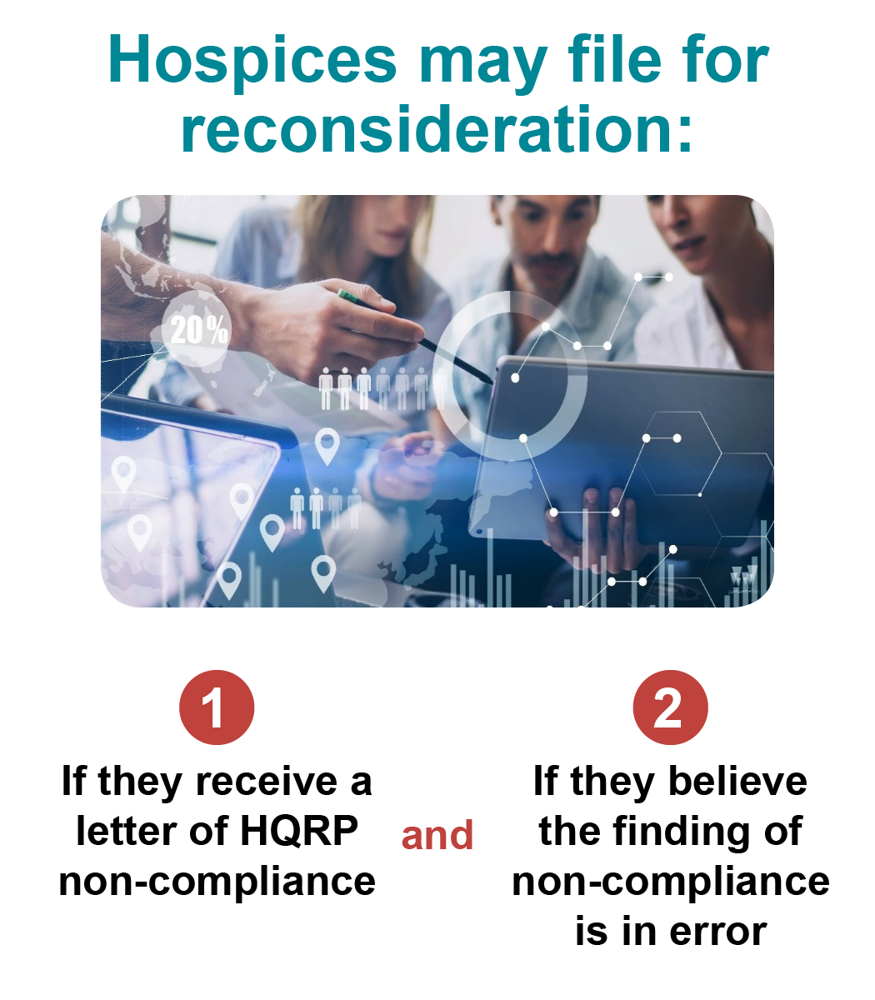 Hospices may file for
reconsideration:
20%
1
If they receive a
letter of HQRP
non-compliance
and
2
If they believe
the finding of
non-compliance
is in error